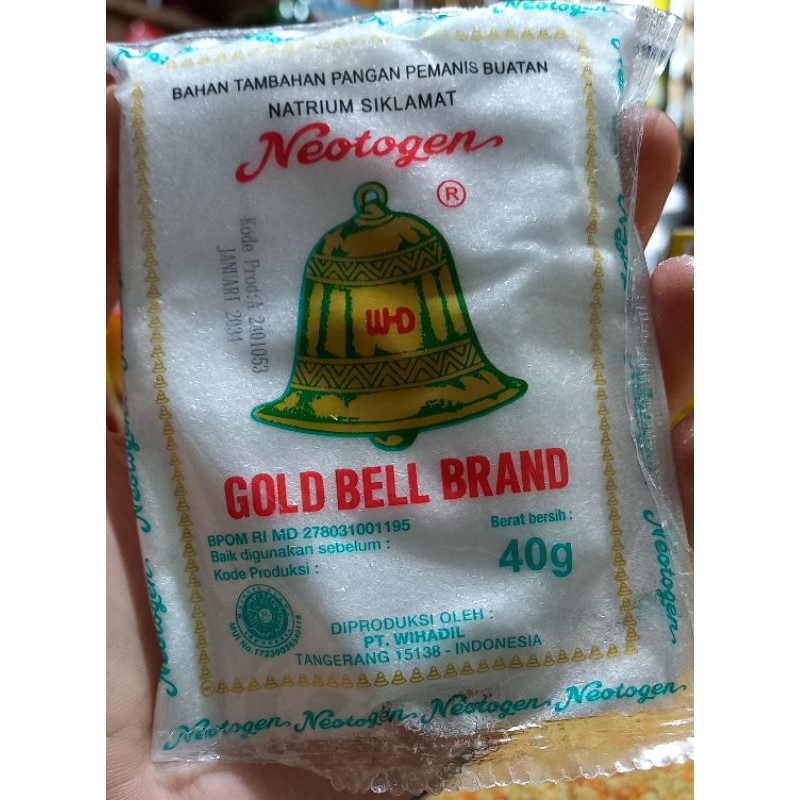 Neotogen
BAHAN TAMBAHAN PANGAN PEMANIS BUATAN
NATRIUM SIKLAMAT
Neotogen
®
Kode Prod:A 2401053
JANUARI 2031
WHD
GOLD BELL BRAND
BPOM RI MD 278031001195
Baik digunakan sebelum :
Kode Produksi :
Berat bersih :
40g
DIPRODUKSI OLEH :
PT. WIHADIL
TANGERANG 15138 - INDONESIA
Neotogen Neotogen Neotogen Neotogen
Neotogen